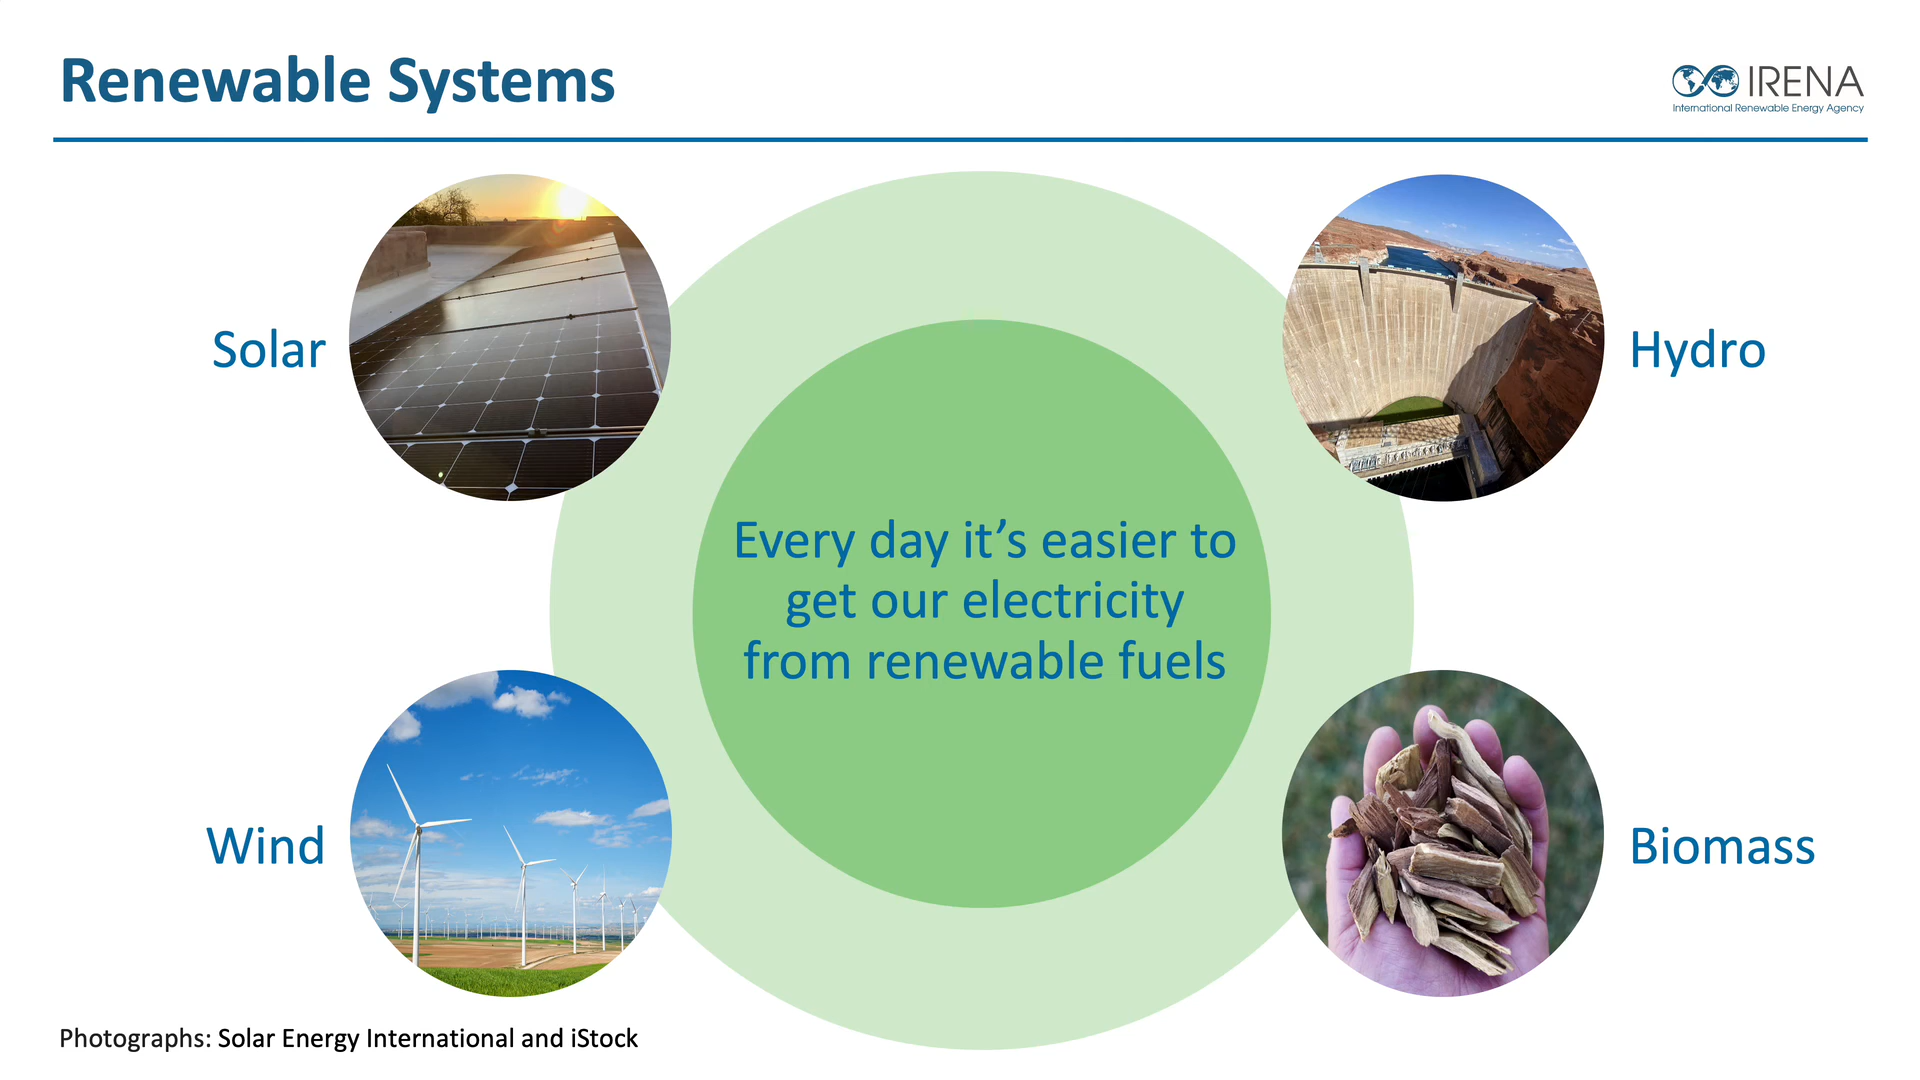 Renewable Systems
IRENA
International Renewable Energy Agency
Solar
Hydro
Every day it’s easier to
get our electricity
from renewable fuels
Wind
Biomass
Photographs: Solar Energy International and iStock